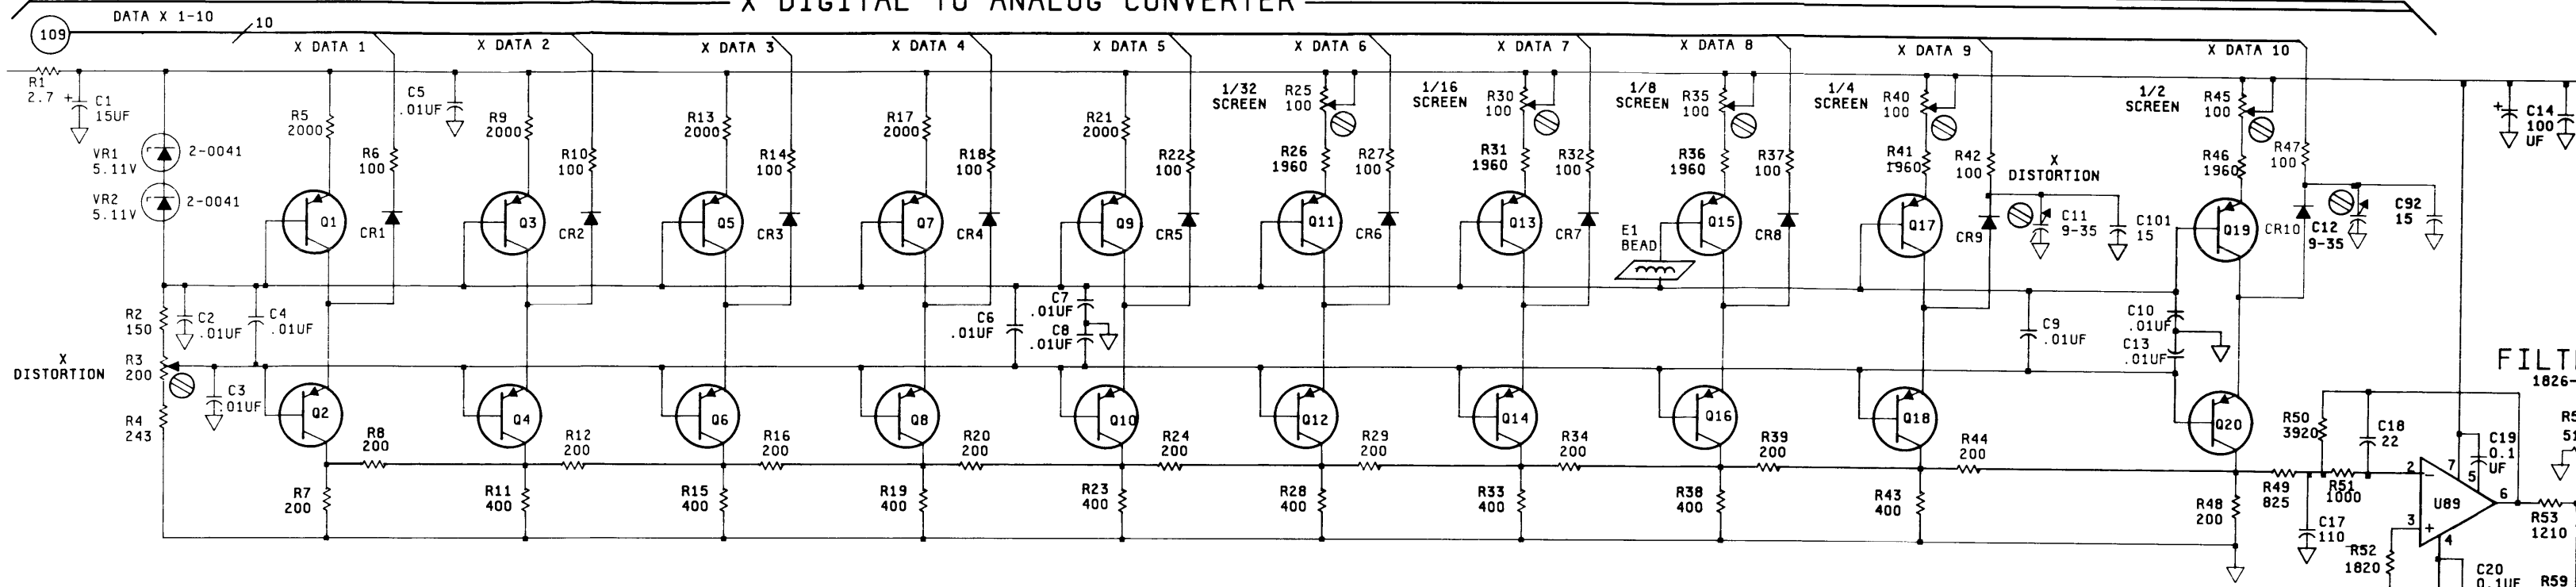 X DIGITAL TO ANALOG CONVERTER
DATA X 1-10
10
109
X DATA 1
X DATA 2
X DATA 3
X DATA 4
X DATA 5
X DATA 6
X DATA 7
X DATA 8
X DATA 9
X DATA 10
R1
2.7
+
C1
15UF
C5
.01UF
VR1
5.11V
2-0041
VR2
5.11V
2-0041
R5
2000
R6
100
R9
2000
R10
100
R13
2000
R14
100
R17
2000
R18
100
R21
2000
R22
100
1/32
SCREEN
R25
100
R26
1960
R27
100
1/16
SCREEN
R30
100
R31
1960
R32
100
1/8
SCREEN
R35
100
R36
1960
R37
100
1/4
SCREEN
R40
100
R41
1960
R42
100
X
DISTORTION
1/2
SCREEN
R45
100
R46
1960
R47
100
+
C14
100
UF
Q1
CR1
Q3
CR2
Q5
CR3
Q7
CR4
Q9
CR5
Q11
CR6
Q13
CR7
E1
BEAD
Q15
CR8
Q17
CR9
C11
9-35
C101
15
Q19
CR10
C12
9-35
C92
15
R2
150
C2
.01UF
C4
.01UF
C6
.01UF
C7
.01UF
C8
.01UF
C9
.01UF
C10
.01UF
C13
.01UF
X
DISTORTION
R3
200
C3
.01UF
R4
243
Q2
R8
200
Q4
R12
200
Q6
R16
200
Q8
R20
200
Q10
R24
200
Q12
R29
200
Q14
R34
200
Q16
R39
200
Q18
R44
200
Q20
R7
200
R11
400
R15
400
R19
400
R23
400
R28
400
R33
400
R38
400
R43
400
R48
200
R49
825
R50
3920
C18
22
R51
1000
C17
110
R52
1820
2
-
3
+
7
5
6
4
U89
C19
0.1
UF
C20
0.1UF
R53
1210
R59
FILT
1826-